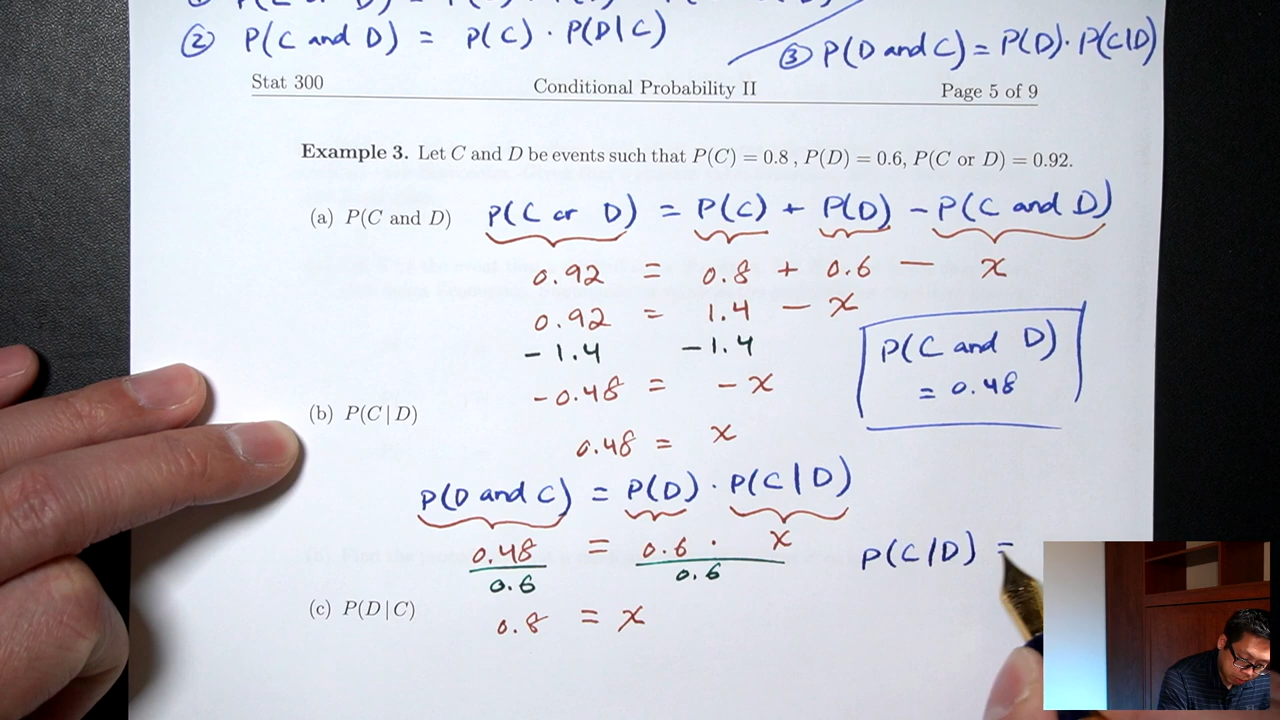 ② P(C and D) = P(C) · P(D|C)
③ P(D and C) = P(D) · P(C|D)
Stat 300 Conditional Probability II Page 5 of 9
Example 3. Let C and D be events such that P(C) = 0.8 , P(D) = 0.6, P(C or D) = 0.92.
(a) P(C and D) P(C or D) = P(C) + P(D) - P(C and D)
0.92 = 0.8 + 0.6 - x
0.92 = 1.4 - x
-1.4 -1.4
-0.48 = -x
P(C and D)
= 0.48
(b) P(C | D)
0.48 = x
P(D and C) = P(D) · P(C|D)
0.48 = 0.6 · x
0.6 0.6
P(C|D) =
(c) P(D | C) 0.8 = x